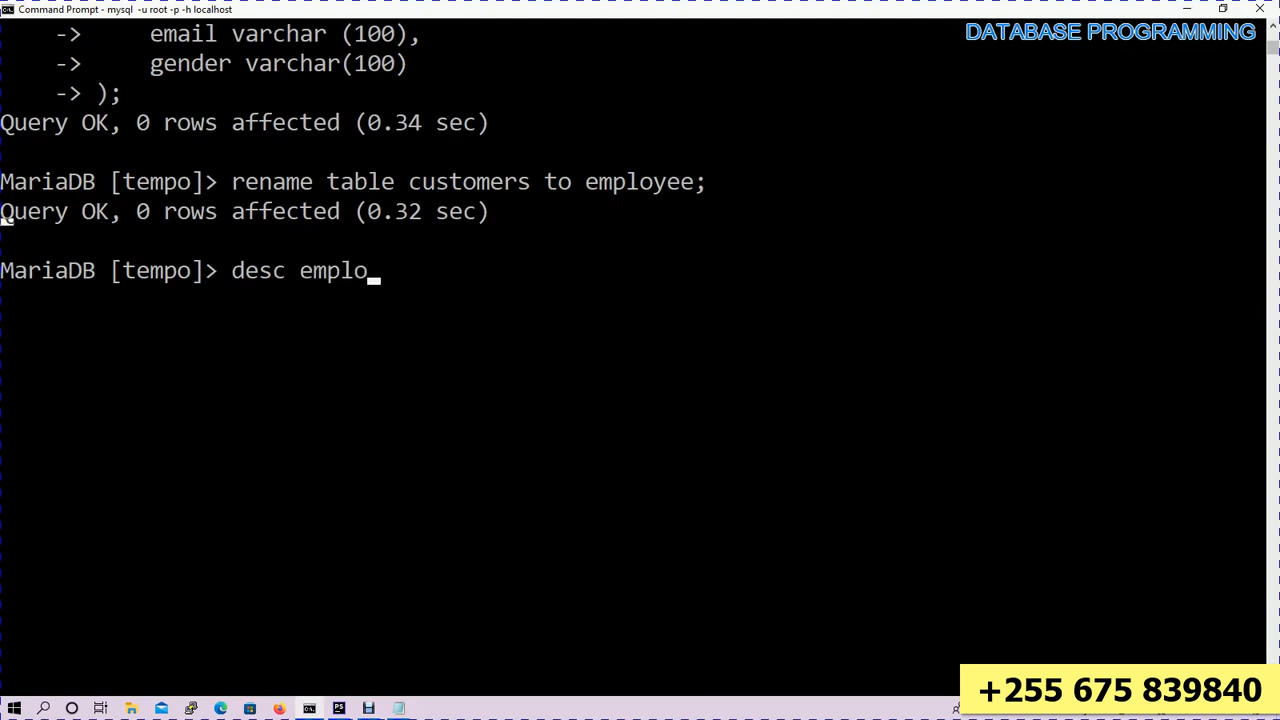 Command Prompt - mysql -u root -p -h localhost
DATABASE PROGRAMMING
-> email varchar (100),
-> gender varchar(100)
-> );
Query OK, 0 rows affected (0.34 sec)
MariaDB [tempo]> rename table customers to employee;
Query OK, 0 rows affected (0.32 sec)
MariaDB [tempo]> desc emplo
+255 675 839840